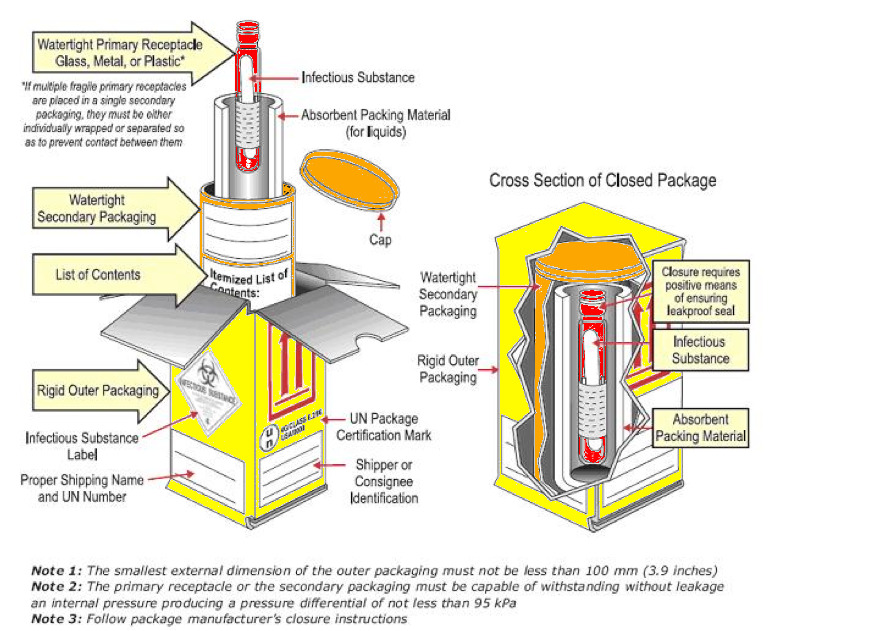 Watertight Primary Receptacle
Glass, Metal, or Plastic*
*If multiple fragile primary receptacles
are placed in a single secondary
packaging, they must be either
individually wrapped or separated so
as to prevent contact between them
Infectious Substance
Absorbent Packing Material
(for liquids)
Watertight
Secondary Packaging
Cap
List of Contents
Itemized List of
Contents:
Rigid Outer Packaging
INFECTIOUS SUBSTANCE
6
Infectious Substance
Label
Proper Shipping Name
and UN Number
un
UN Package
Certification Mark
Shipper or
Consignee
Identification
Cross Section of Closed Package
Watertight
Secondary
Packaging
Rigid Outer
Packaging
Closure requires
positive means
of ensuring
leakproof seal
Infectious
Substance
Absorbent
Packing Material
Note 1: The smallest external dimension of the outer packaging must not be less than 100 mm (3.9 inches)
Note 2: The primary receptacle or the secondary packaging must be capable of withstanding without leakage
an internal pressure producing a pressure differential of not less than 95 kPa
Note 3: Follow package manufacturer's closure instructions